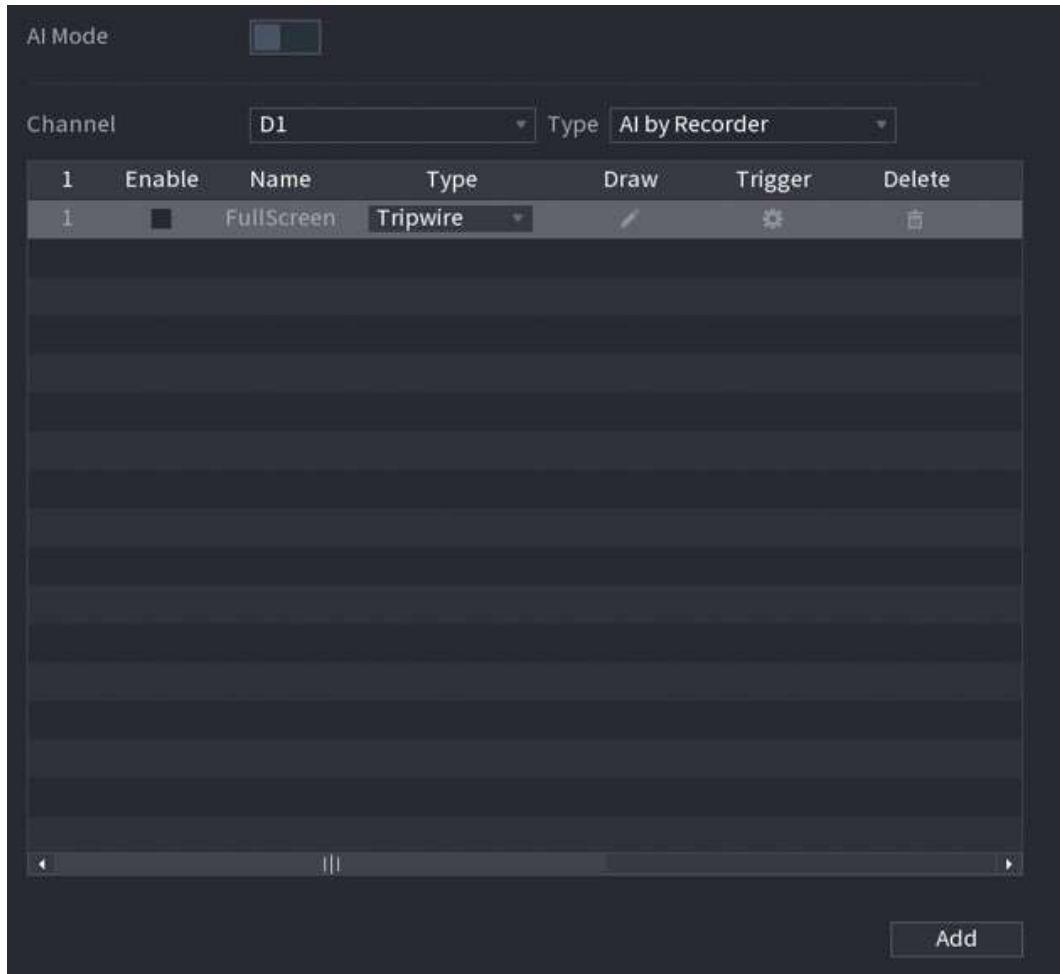 AI Mode
Channel D1 Type AI by Recorder
1 Enable Name Type Draw Trigger Delete
1 FullScreen Tripwire
Add